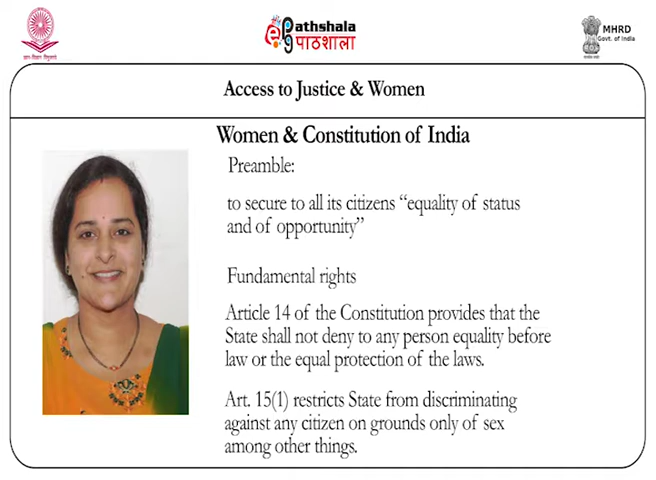 Pathshala
पाठशाला
MHRD
Govt. of India
ज्ञान-विज्ञान विमुक्तये
Access to Justice & Women
Women & Constitution of India
Preamble:
to secure to all its citizens “equality of status
and of opportunity”
Fundamental rights
Article 14 of the Constitution provides that the
State shall not deny to any person equality before
law or the equal protection of the laws.
Art. 15(1) restricts State from discriminating
against any citizen on grounds only of sex
among other things.